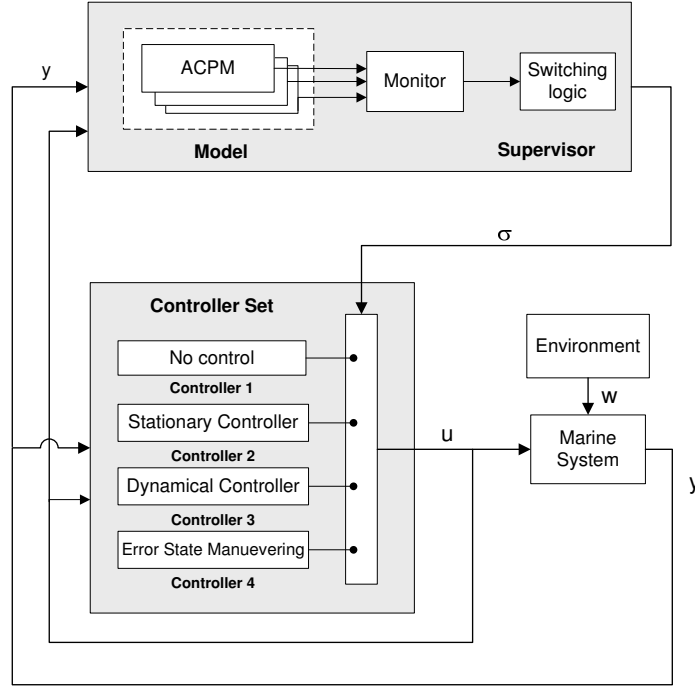 y
ACPM
Monitor
Switching
logic
Model
Supervisor
σ
Controller Set
No control
Controller 1
Stationary Controller
Controller 2
Dynamical Controller
Controller 3
Error State Manuevering
Controller 4
u
Environment
w
Marine
System
y